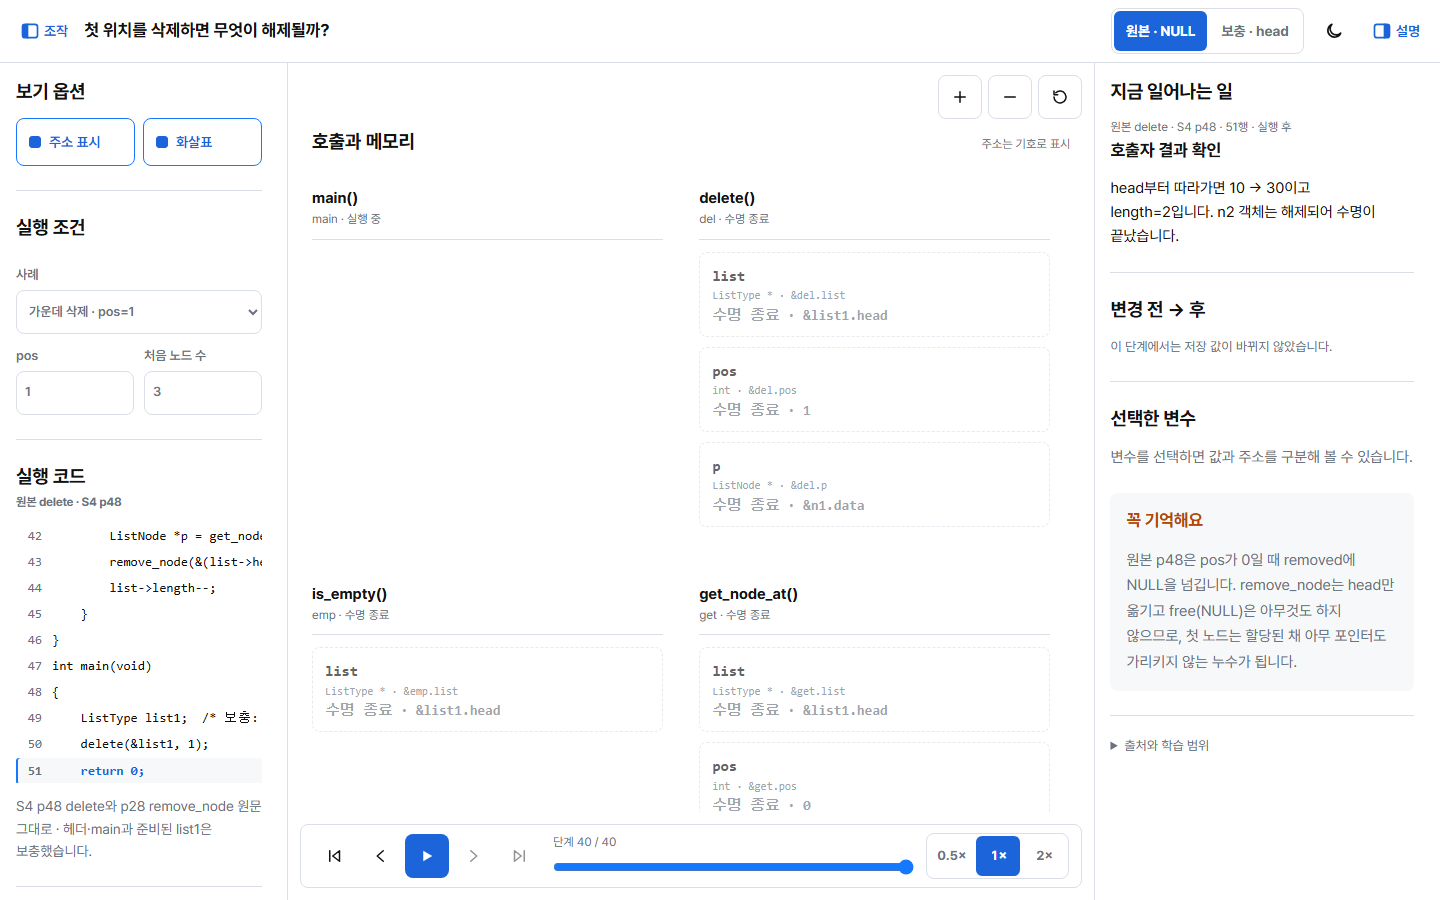 조작
첫 위치를 삭제하면 무엇이 해제될까?
원본 · NULL
보충 · head
설명
보기 옵션
주소 표시
화살표
실행 조건
사례
가운데 삭제 · pos=1
pos
처음 노드 수
1
3
실행 코드
원본 delete · S4 p48
42 ListNode *p = get_node
43 remove_node(&(list->he
44 list->length--;
45 }
46 }
47 int main(void)
48 {
49 ListType list1; /* 보충:
50 delete(&list1, 1);
51 return 0;
S4 p48 delete와 p28 remove_node 원문
그대로 · 헤더·main과 준비된 list1은
보충했습니다.
호출과 메모리
주소는 기호로 표시
main()
main · 실행 중
delete()
del · 수명 종료
list
ListType * · &del.list
수명 종료 · &list1.head
pos
int · &del.pos
수명 종료 · 1
p
ListNode * · &del.p
수명 종료 · &n1.data
is_empty()
emp · 수명 종료
list
ListType * · &emp.list
수명 종료 · &list1.head
get_node_at()
get · 수명 종료
list
ListType * · &get.list
수명 종료 · &list1.head
pos
int · &get.pos
수명 종료 · 0
단계 40 / 40
0.5×
1×
2×
지금 일어나는 일
원본 delete · S4 p48 · 51행 · 실행 후
호출자 결과 확인
head부터 따라가면 10 → 30이고
length=2입니다. n2 객체는 해제되어 수명이
끝났습니다.
변경 전 → 후
이 단계에서는 저장 값이 바뀌지 않았습니다.
선택한 변수
변수를 선택하면 값과 주소를 구분해 볼 수 있습니다.
꼭 기억해요
원본 p48은 pos가 0일 때 removed에
NULL을 넘깁니다. remove_node는 head만
옮기고 free(NULL)은 아무것도 하지
않으므로, 첫 노드는 할당된 채 아무 포인터도
가리키지 않는 누수가 됩니다.
출처와 학습 범위